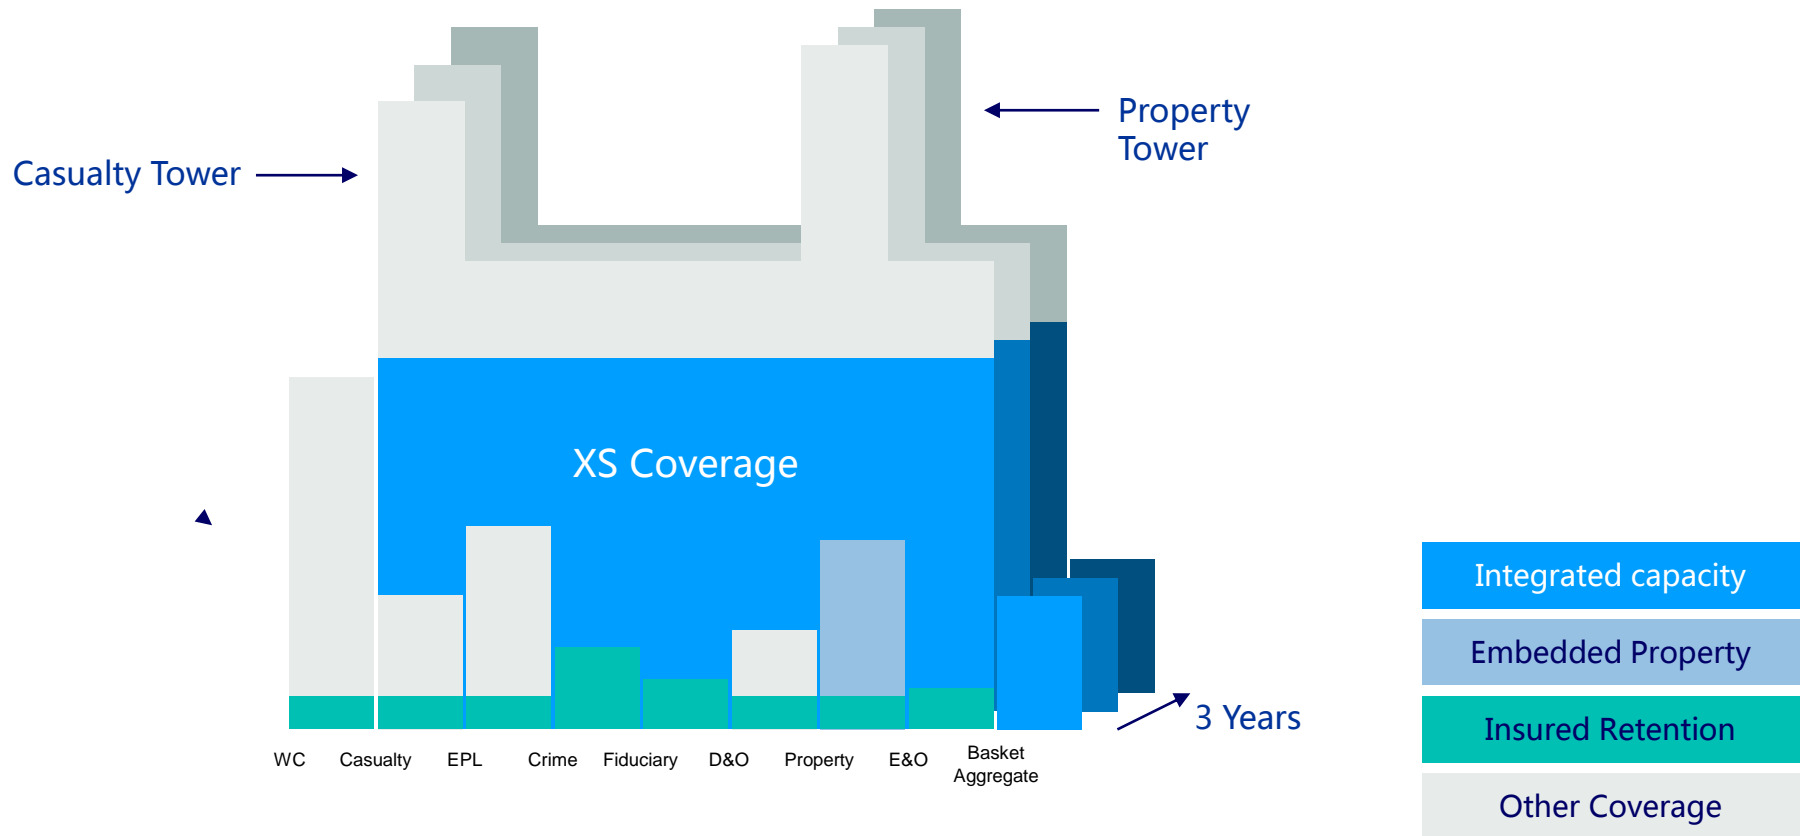 Property
Tower
Casualty Tower
XS Coverage
Integrated capacity
Embedded Property
Insured Retention
Other Coverage
3 Years
WC
Casualty
EPL
Crime
Fiduciary
D&O
Property
E&O
Basket
Aggregate